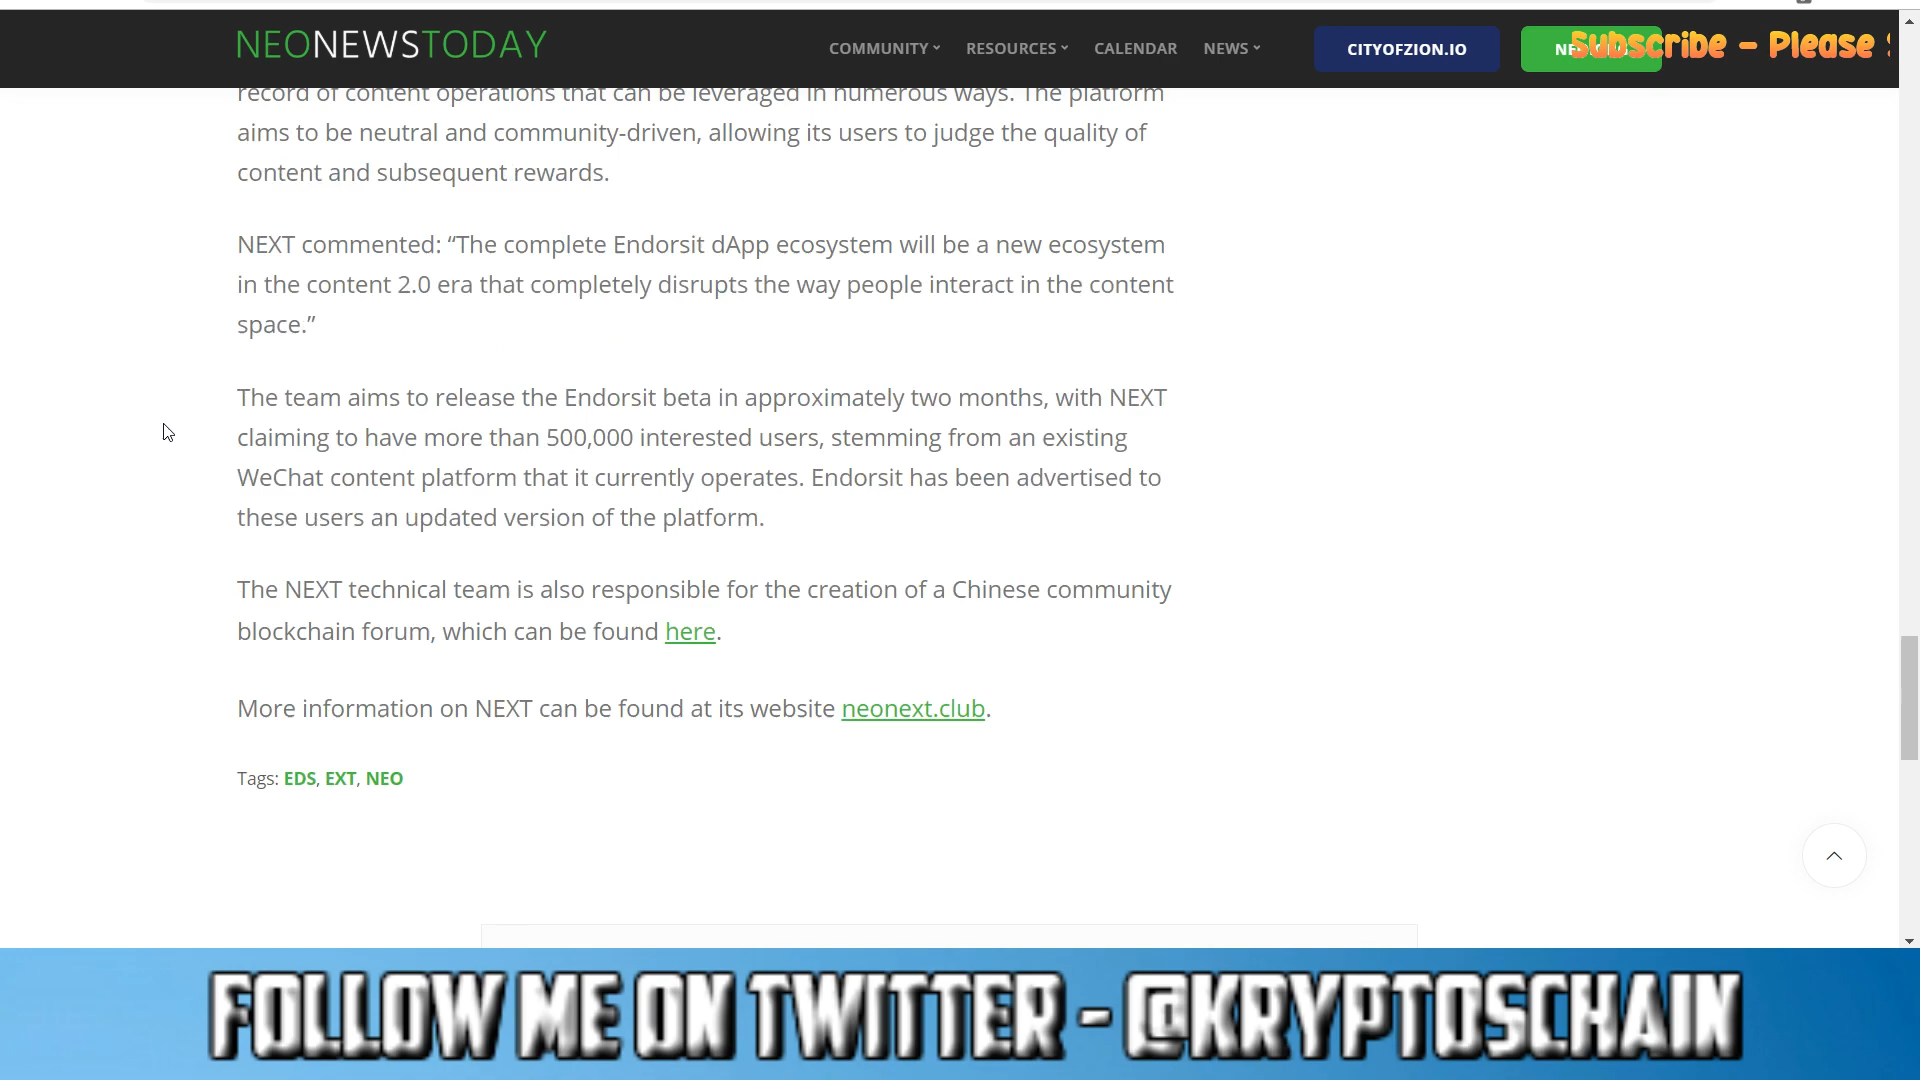 NEONEWSTODAY
COMMUNITY RESOURCES CALENDAR NEWS CITYOFZION.IO Subscribe - Please
record of content operations that can be leveraged in numerous ways. The platform
aims to be neutral and community-driven, allowing its users to judge the quality of
content and subsequent rewards.
NEXT commented: “The complete Endorsit dApp ecosystem will be a new ecosystem
in the content 2.0 era that completely disrupts the way people interact in the content
space.”
The team aims to release the Endorsit beta in approximately two months, with NEXT
claiming to have more than 500,000 interested users, stemming from an existing
WeChat content platform that it currently operates. Endorsit has been advertised to
these users an updated version of the platform.
The NEXT technical team is also responsible for the creation of a Chinese community
blockchain forum, which can be found here.
More information on NEXT can be found at its website neonext.club.
Tags: EDS, EXT, NEO
FOLLOW ME ON TWITTER - @KRYPTOSCHAIN